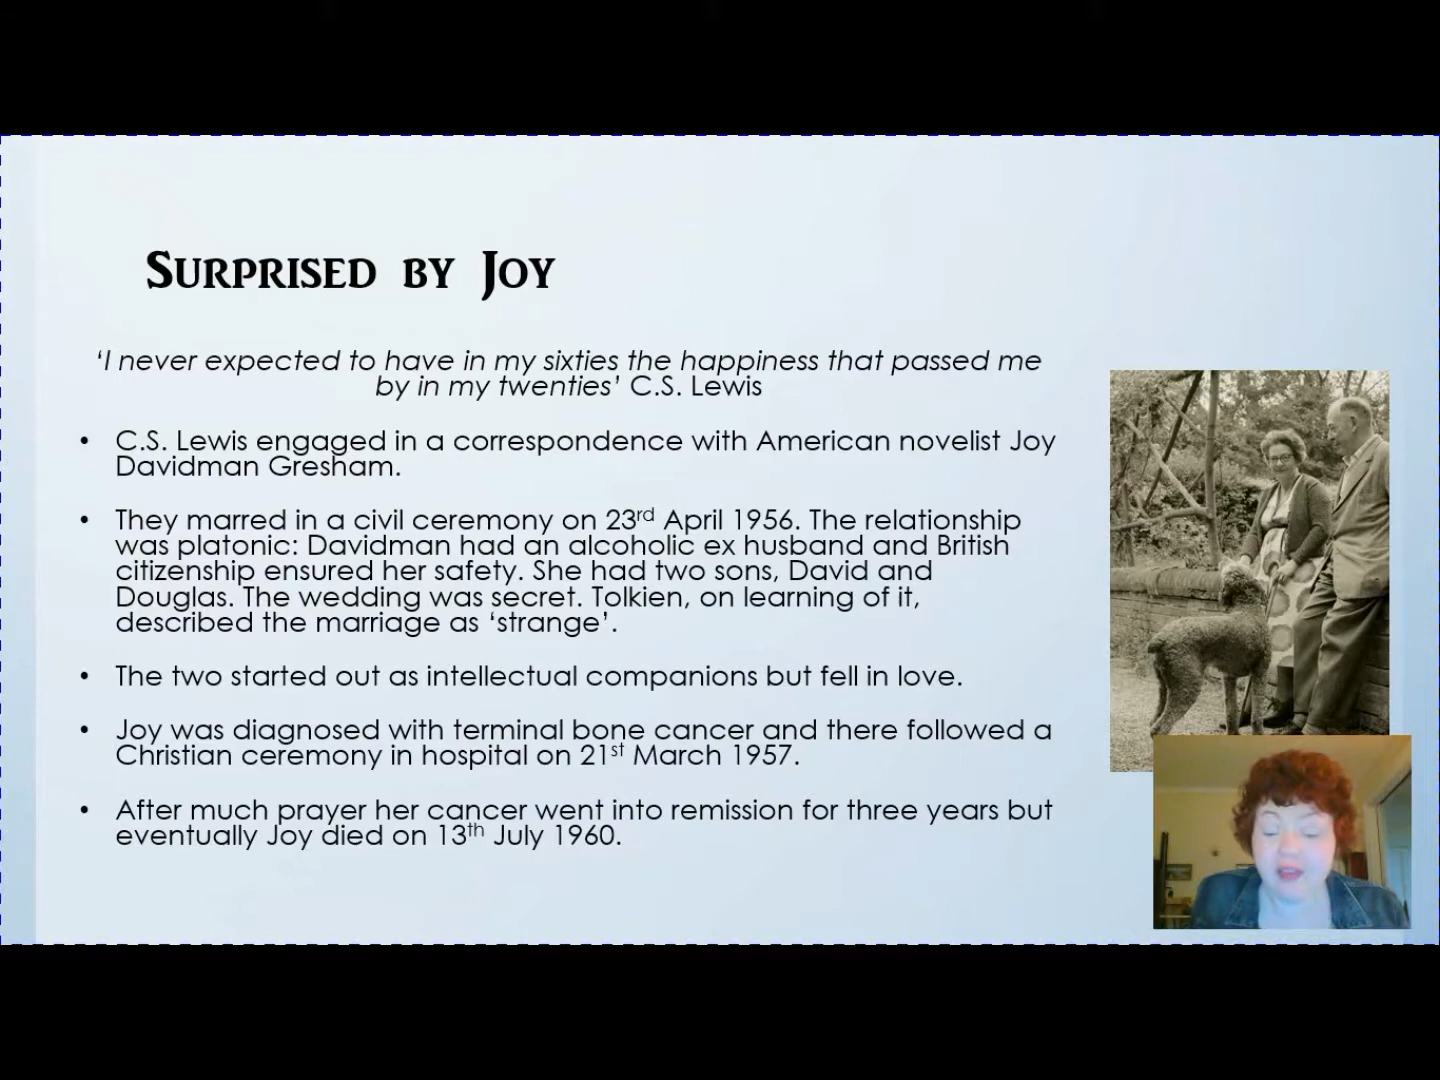 Surprised by Joy
‘I never expected to have in my sixties the happiness that passed me
by in my twenties’ C.S. Lewis
• C.S. Lewis engaged in a correspondence with American novelist Joy
Davidman Gresham.
• They marred in a civil ceremony on 23rd April 1956. The relationship
was platonic: Davidman had an alcoholic ex husband and British
citizenship ensured her safety. She had two sons, David and
Douglas. The wedding was secret. Tolkien, on learning of it,
described the marriage as ‘strange’.
• The two started out as intellectual companions but fell in love.
• Joy was diagnosed with terminal bone cancer and there followed a
Christian ceremony in hospital on 21st March 1957.
• After much prayer her cancer went into remission for three years but
eventually Joy died on 13th July 1960.